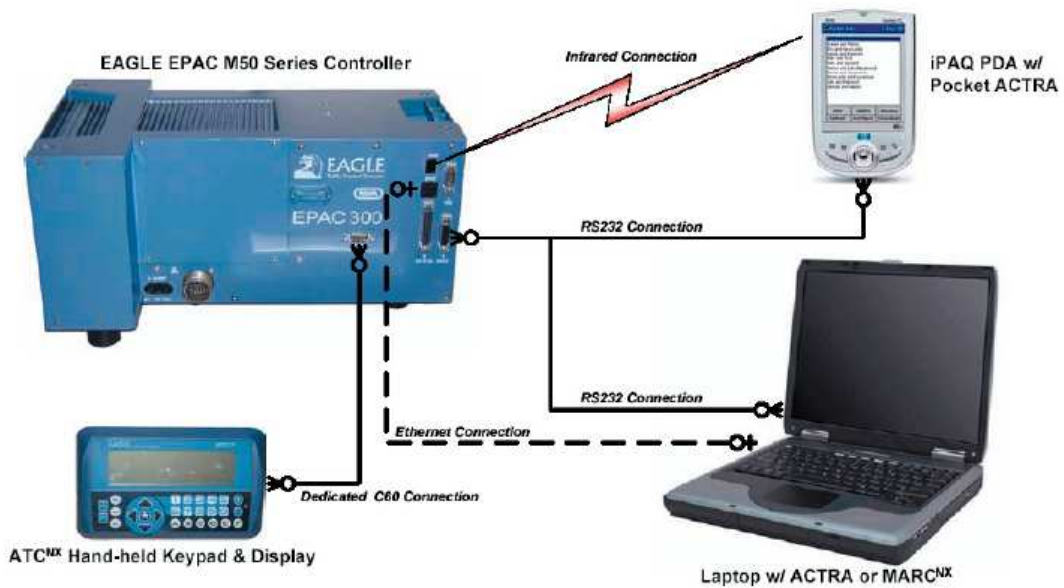 EAGLE EPAC M50 Series Controller
Infrared Connection
iPAQ PDA w/
Pocket ACTRA
EAGLE
EPAC 300
RS232 Connection
RS232 Connection
Ethernet Connection
Dedicated C60 Connection
ATCᴺˣ Hand-held Keypad & Display
Laptop w/ ACTRA or MARCᴺˣ